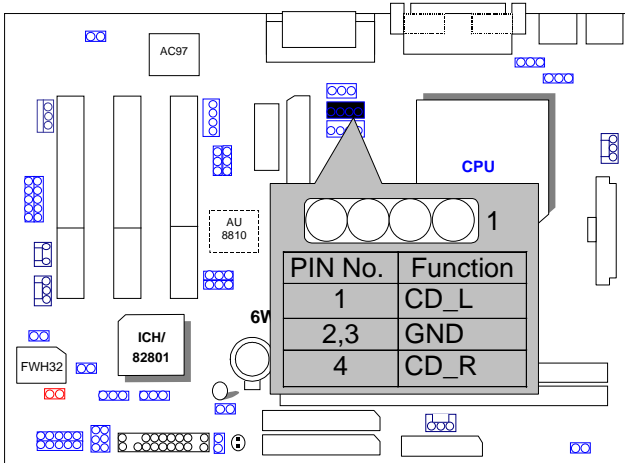 AC97
CPU
AU
8810
1
PIN No. Function
1 CD_L
2,3 GND
4 CD_R
6W
ICH/
82801
FWH32